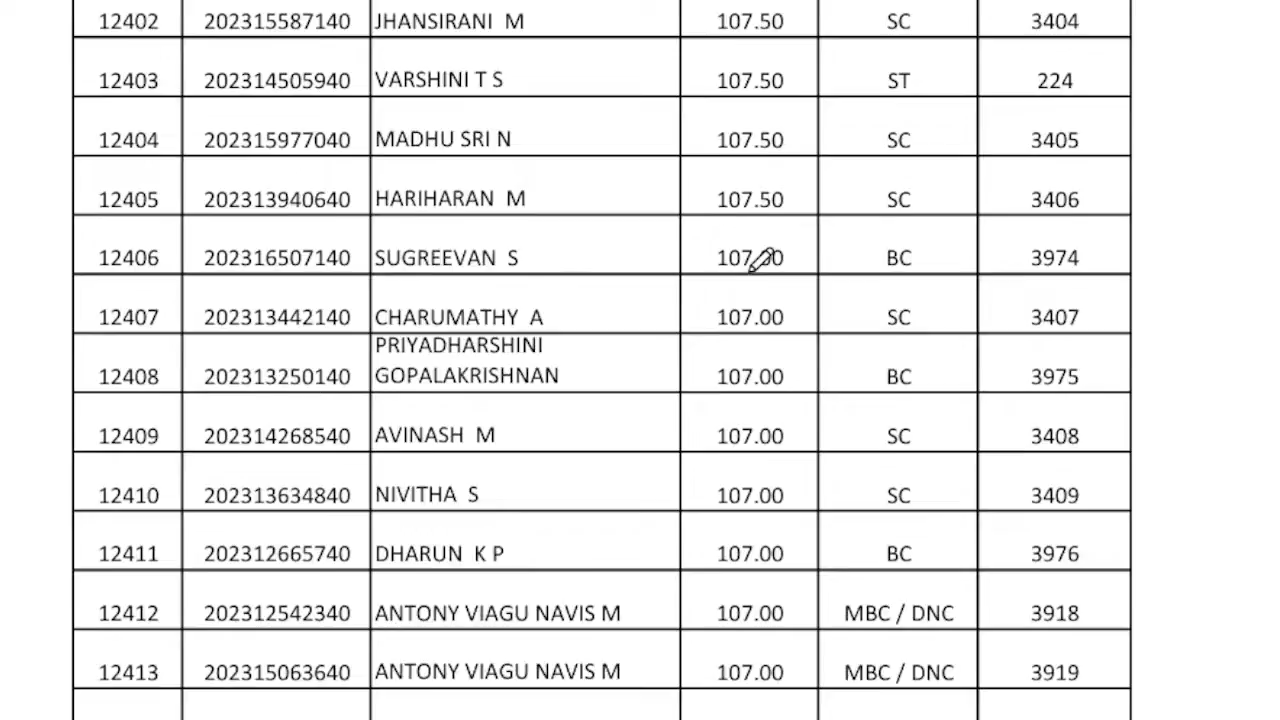 12402 202315587140 JHANSIRANI M 107.50 SC 3404
12403 202314505940 VARSHINI T S 107.50 ST 224
12404 202315977040 MADHU SRI N 107.50 SC 3405
12405 202313940640 HARIHARAN M 107.50 SC 3406
12406 202316507140 SUGREEVAN S BC 3974
12407 202313442140 CHARUMATHY A 107.00 SC 3407
PRIYADHARSHINI
12408 202313250140 GOPALAKRISHNAN 107.00 BC 3975
12409 202314268540 AVINASH M 107.00 SC 3408
12410 202313634840 NIVITHA S 107.00 SC 3409
12411 202312665740 DHARUN K P 107.00 BC 3976
12412 202312542340 ANTONY VIAGU NAVIS M 107.00 MBC / DNC 3918
12413 202315063640 ANTONY VIAGU NAVIS M 107.00 MBC / DNC 3919